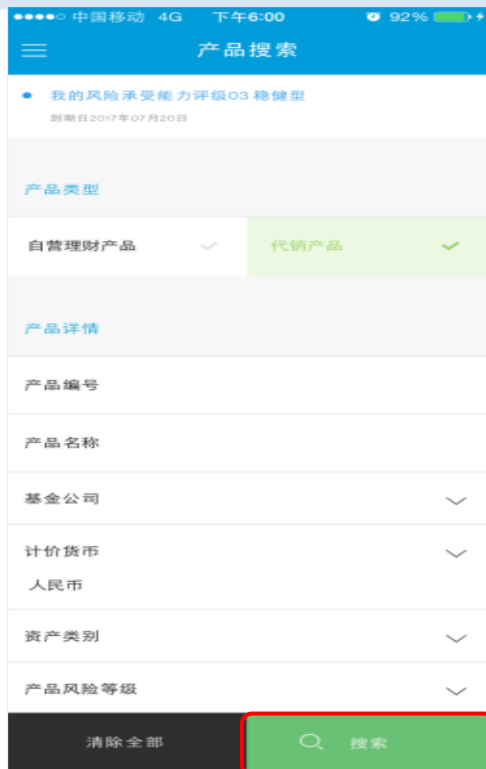 中国移动 4G 下午6:00 92%
产品搜索
我的风险承受能力评级03 稳健型
到期日2017年07月20日
产品类型
自营理财产品 代销产品
产品详情
产品编号
产品名称
基金公司
计价货币
人民币
资产类别
产品风险等级
清除全部 搜索